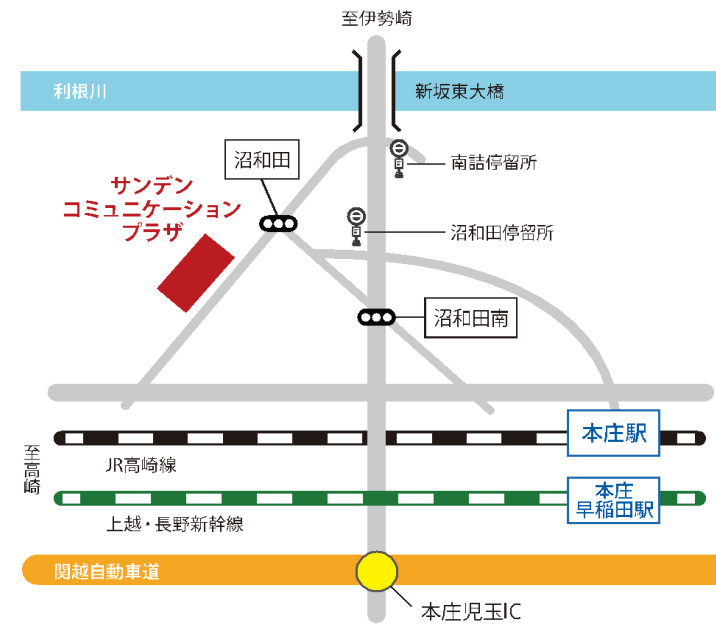 至伊勢崎
利根川
新坂東大橋
沼和田
南詰停留所
サンデン
コミュニケーション
プラザ
沼和田停留所
沼和田南
本庄駅
至高崎
JR高崎線
本庄
早稲田駅
上越・長野新幹線
関越自動車道
本庄児玉IC